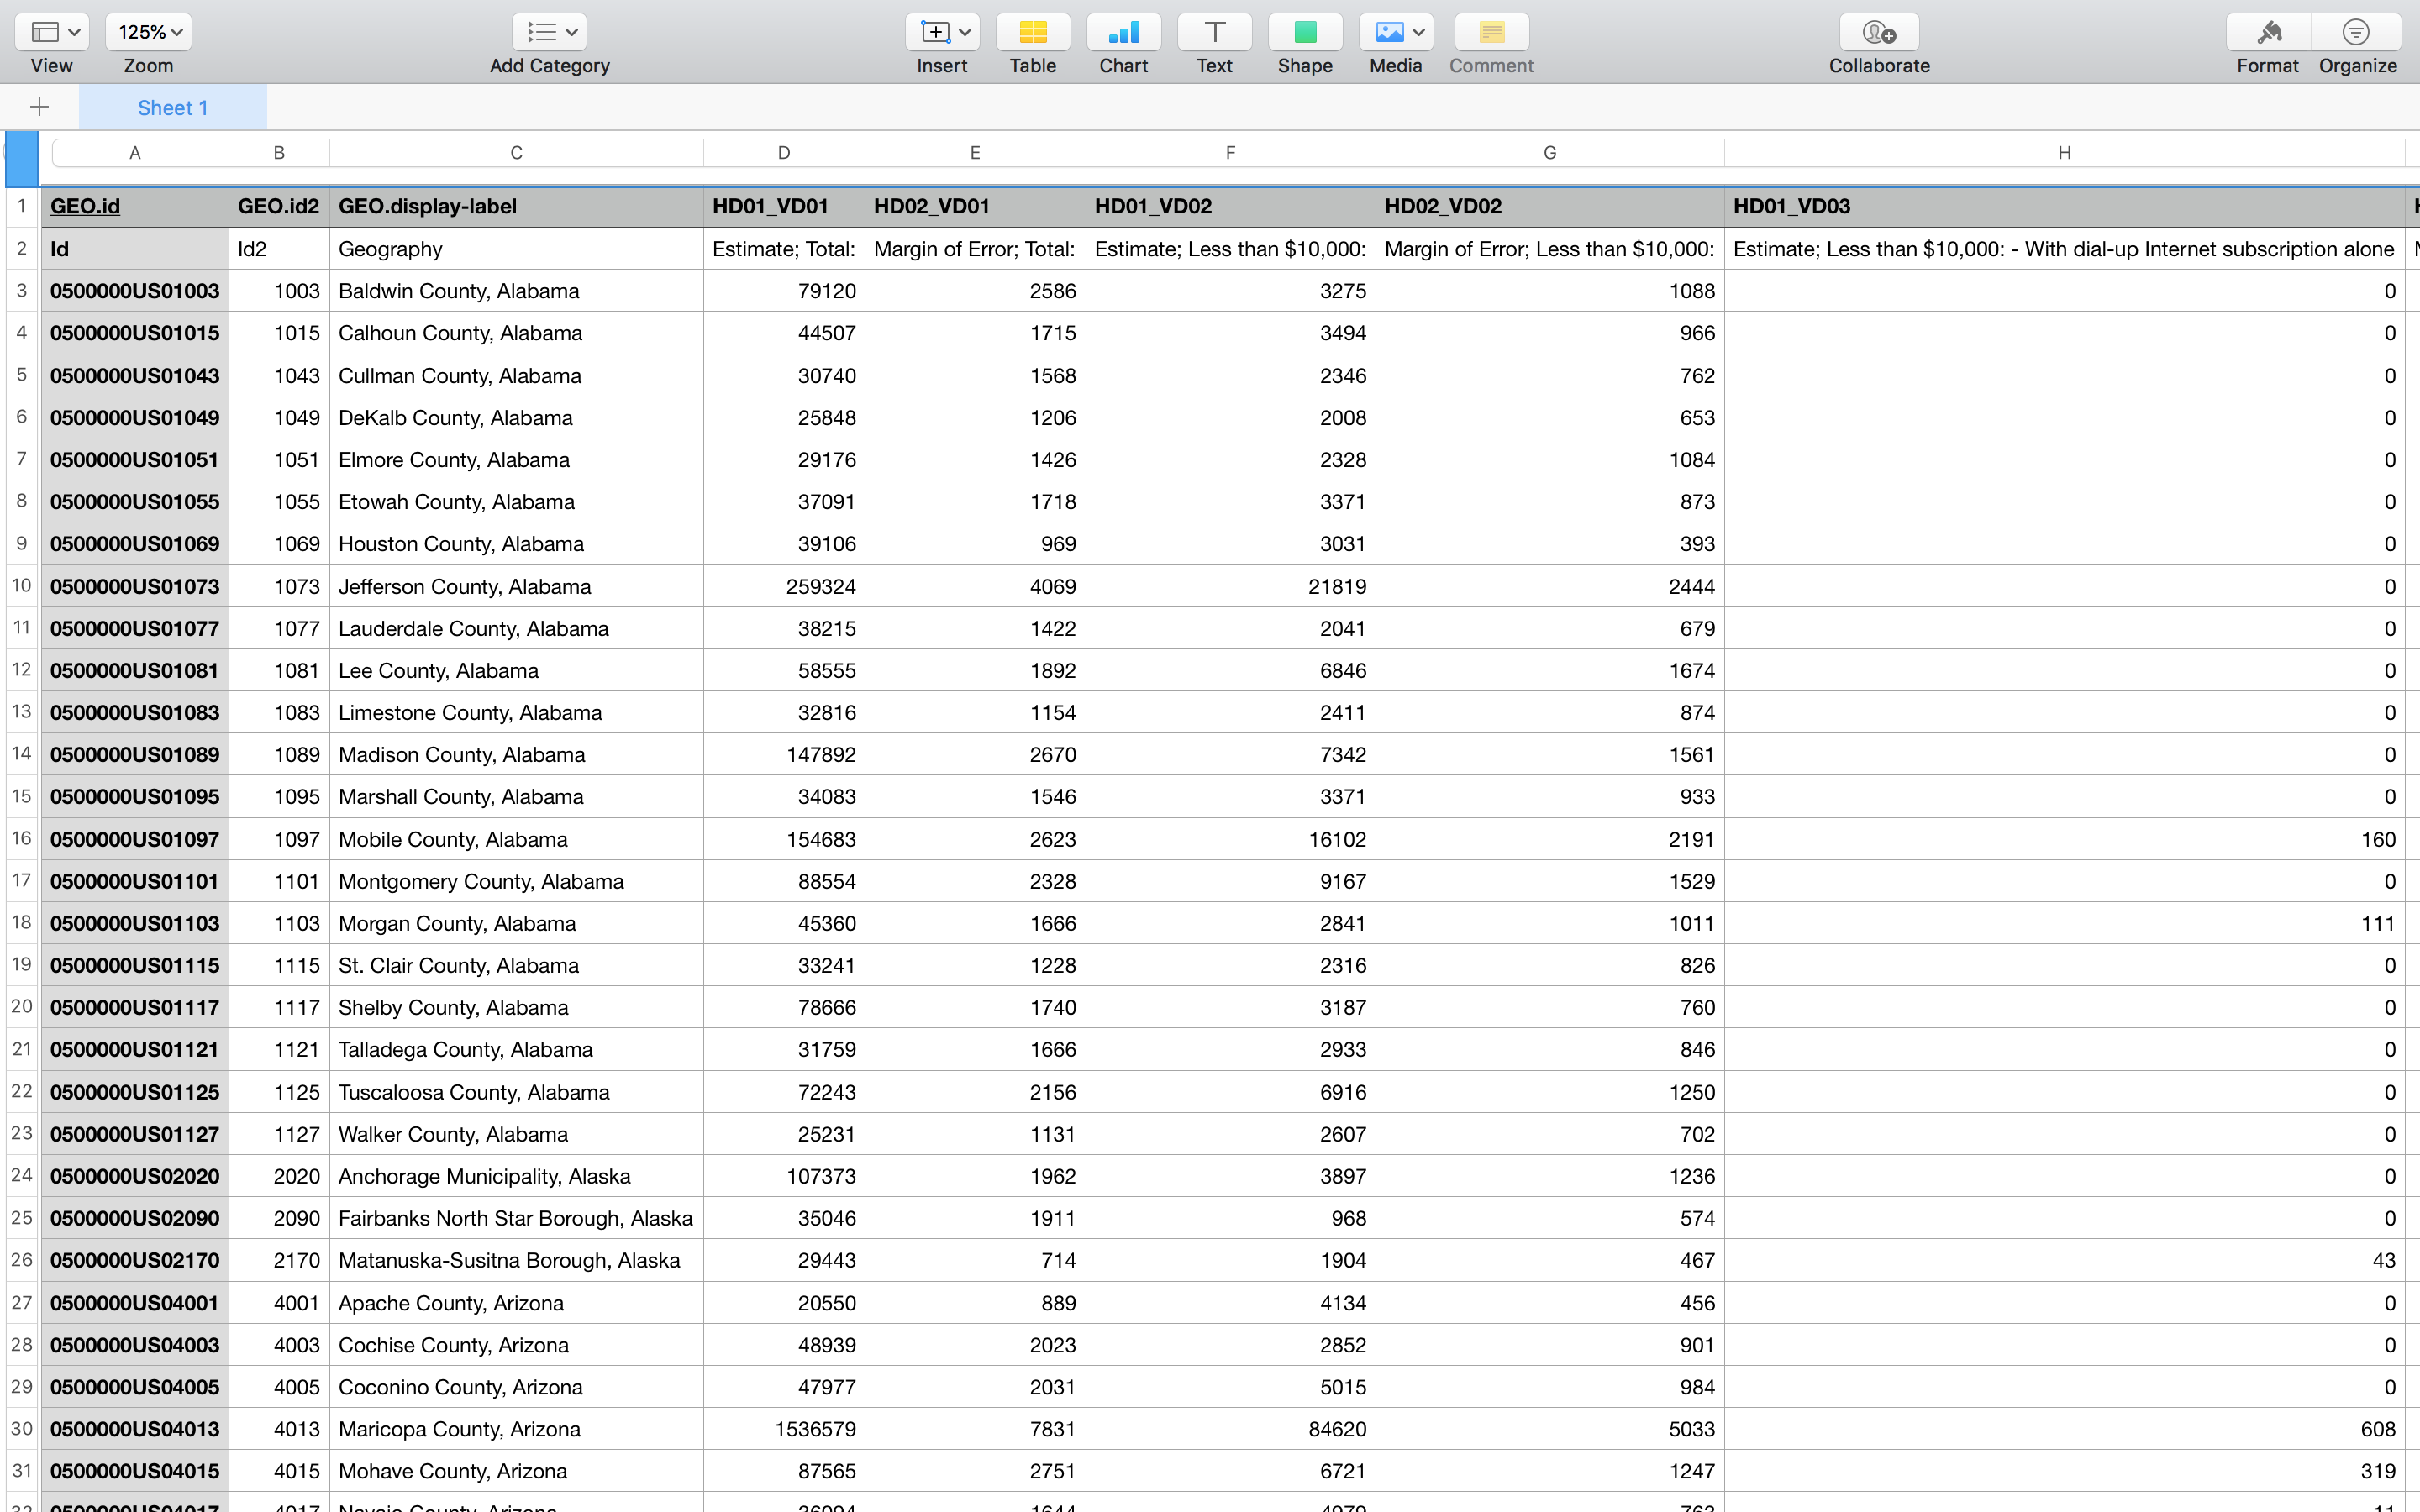 125%
View Zoom Add Category Insert Table Chart Text Shape Media Comment Collaborate Format Organize
Sheet 1
A B C D E F G H
1 GEO.id GEO.id2 GEO.display-label HD01_VD01 HD02_VD01 HD01_VD02 HD02_VD02 HD01_VD03
2 Id Id2 Geography Estimate; Total: Margin of Error; Total: Estimate; Less than $10,000: Margin of Error; Less than $10,000: Estimate; Less than $10,000: - With dial-up Internet subscription alone
3 0500000US01003 1003 Baldwin County, Alabama 79120 2586 3275 1088 0
4 0500000US01015 1015 Calhoun County, Alabama 44507 1715 3494 966 0
5 0500000US01043 1043 Cullman County, Alabama 30740 1568 2346 762 0
6 0500000US01049 1049 DeKalb County, Alabama 25848 1206 2008 653 0
7 0500000US01051 1051 Elmore County, Alabama 29176 1426 2328 1084 0
8 0500000US01055 1055 Etowah County, Alabama 37091 1718 3371 873 0
9 0500000US01069 1069 Houston County, Alabama 39106 969 3031 393 0
10 0500000US01073 1073 Jefferson County, Alabama 259324 4069 21819 2444 0
11 0500000US01077 1077 Lauderdale County, Alabama 38215 1422 2041 679 0
12 0500000US01081 1081 Lee County, Alabama 58555 1892 6846 1674 0
13 0500000US01083 1083 Limestone County, Alabama 32816 1154 2411 874 0
14 0500000US01089 1089 Madison County, Alabama 147892 2670 7342 1561 0
15 0500000US01095 1095 Marshall County, Alabama 34083 1546 3371 933 0
16 0500000US01097 1097 Mobile County, Alabama 154683 2623 16102 2191 160
17 0500000US01101 1101 Montgomery County, Alabama 88554 2328 9167 1529 0
18 0500000US01103 1103 Morgan County, Alabama 45360 1666 2841 1011 111
19 0500000US01115 1115 St. Clair County, Alabama 33241 1228 2316 826 0
20 0500000US01117 1117 Shelby County, Alabama 78666 1740 3187 760 0
21 0500000US01121 1121 Talladega County, Alabama 31759 1666 2933 846 0
22 0500000US01125 1125 Tuscaloosa County, Alabama 72243 2156 6916 1250 0
23 0500000US01127 1127 Walker County, Alabama 25231 1131 2607 702 0
24 0500000US02020 2020 Anchorage Municipality, Alaska 107373 1962 3897 1236 0
25 0500000US02090 2090 Fairbanks North Star Borough, Alaska 35046 1911 968 574 0
26 0500000US02170 2170 Matanuska-Susitna Borough, Alaska 29443 714 1904 467 43
27 0500000US04001 4001 Apache County, Arizona 20550 889 4134 456 0
28 0500000US04003 4003 Cochise County, Arizona 48939 2023 2852 901 0
29 0500000US04005 4005 Coconino County, Arizona 47977 2031 5015 984 0
30 0500000US04013 4013 Maricopa County, Arizona 1536579 7831 84620 5033 608
31 0500000US04015 4015 Mohave County, Arizona 87565 2751 6721 1247 319